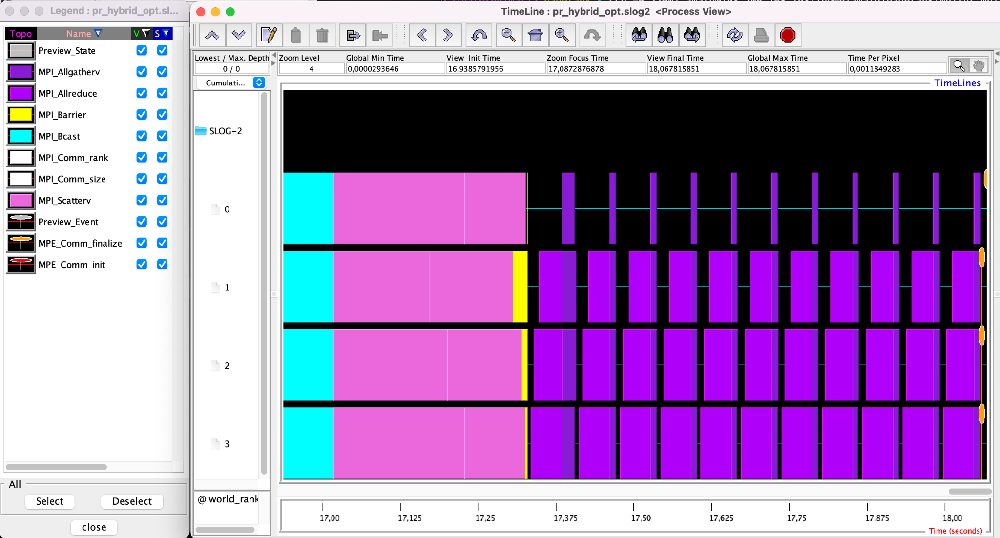 Legend : pr_hybrid_opt.sl...
Topo Name V S
Preview_State
MPI_Allgatherv
MPI_Allreduce
MPI_Barrier
MPI_Bcast
MPI_Comm_rank
MPI_Comm_size
MPI_Scatterv
Preview_Event
MPE_Comm_finalize
MPE_Comm_init
All
Select Deselect
close
TimeLine : pr_hybrid_opt.slog2 <Process View>
Lowest / Max. Depth Zoom Level Global Min Time View Init Time Zoom Focus Time View Final Time Global Max Time Time Per Pixel
0 / 0 4 0,0000293646 16,9385791956 17,0872876878 18,067815851 18,067815851 0,0011849283
Cumulati...
TimeLines
SLOG-2
0
1
2
3
@ world_rank
17,00 17,125 17,25 17,375 17,50 17,625 17,75 17,875 18,00
Time (seconds)